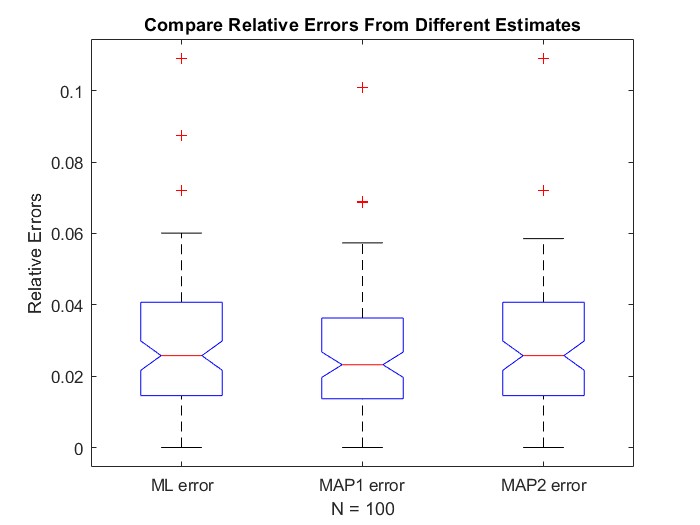 Compare Relative Errors From Different Estimates
0.1
0.08
0.06
0.04
0.02
0
Relative Errors
ML error
MAP1 error
MAP2 error
N = 100